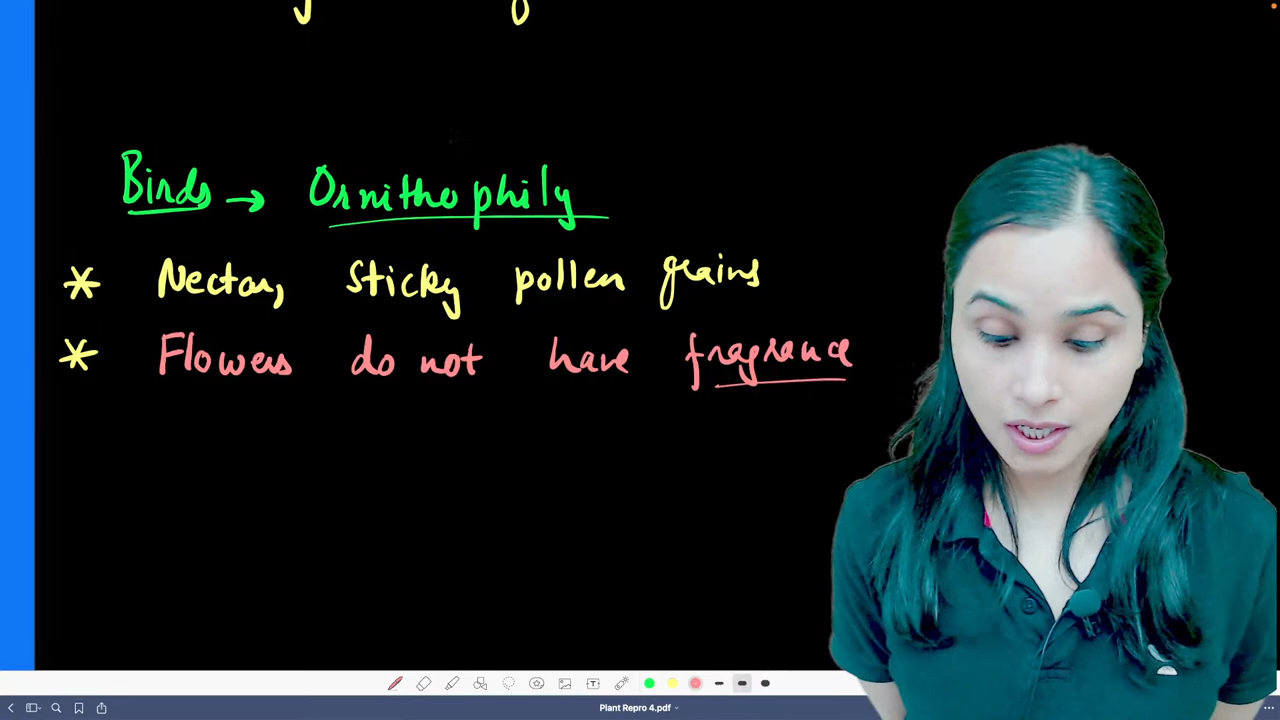 Birds → Ornithophily
* Nectar, sticky pollen grains
* Flowers do not have fragrance
Plant Repro 4.pdf